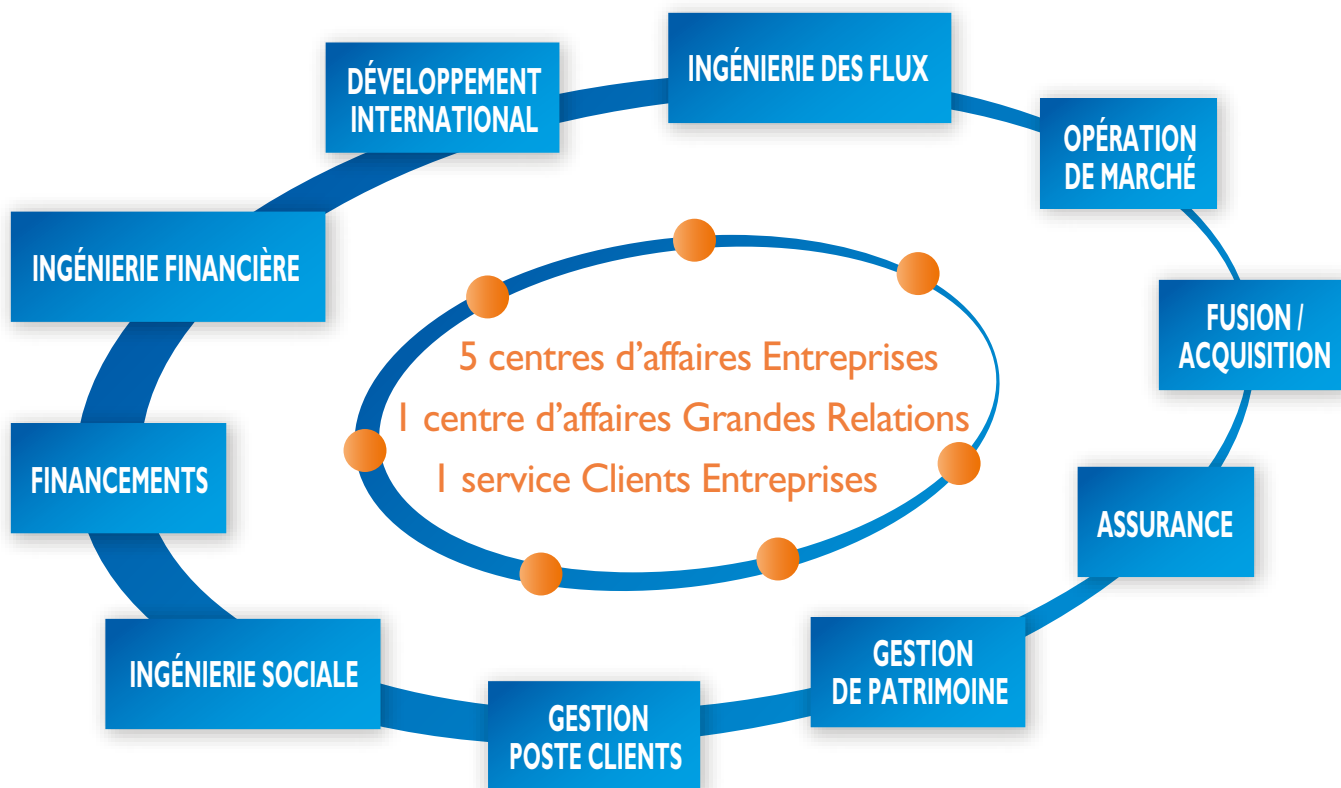 INGÉNIERIE DES FLUX
DÉVELOPPEMENT
INTERNATIONAL
OPÉRATION
DE MARCHÉ
INGÉNIERIE FINANCIÈRE
FUSION /
ACQUISITION
5 centres d’affaires Entreprises
1 centre d’affaires Grandes Relations
1 service Clients Entreprises
FINANCEMENTS
ASSURANCE
INGÉNIERIE SOCIALE
GESTION
DE PATRIMOINE
GESTION
POSTE CLIENTS